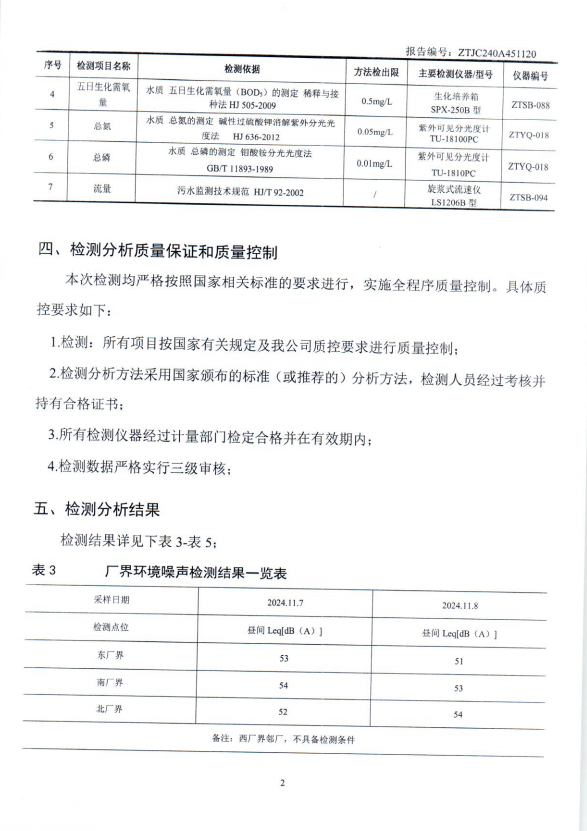 报告编号：ZTJC240A451120
序号 检测项目名称 检测依据 方法检出限 主要检测仪器/型号 仪器编号
4 五日生化需氧量 水质 五日生化需氧量（BOD₅）的测定 稀释与接种法 HJ 505-2009 0.5mg/L 生化培养箱 SPX-250B 型 ZTSB-088
5 总氮 水质 总氮的测定 碱性过硫酸钾消解紫外分光光度法 HJ 636-2012 0.05mg/L 紫外可见分光度计 TU-18100PC ZTYQ-018
6 总磷 水质 总磷的测定 钼酸铵分光光度法 GB/T 11893-1989 0.01mg/L 紫外可见分光度计 TU-1810PC ZTYQ-018
7 流量 污水监测技术规范 HJ/T 92-2002 / 旋浆式流速仪 LS1206B 型 ZTSB-094
四、检测分析质量保证和质量控制
本次检测均严格按照国家相关标准的要求进行，实施全程序质量控制。具体质
控要求如下：
1.检测：所有项目按国家有关规定及我公司质控要求进行质量控制；
2.检测分析方法采用国家颁布的标准（或推荐的）分析方法，检测人员经过考核并
持有合格证书；
3.所有检测仪器经过计量部门检定合格并在有效期内；
4.检测数据严格实行三级审核；
五、检测分析结果
检测结果详见下表 3-表 5；
表 3 厂界环境噪声检测结果一览表
采样日期 2024.11.7 2024.11.8
检测点位 昼间 Leq[dB（A）] 昼间 Leq[dB（A）]
东厂界 53 51
南厂界 54 53
北厂界 52 54
备注：西厂界邻厂，不具备检测条件
2